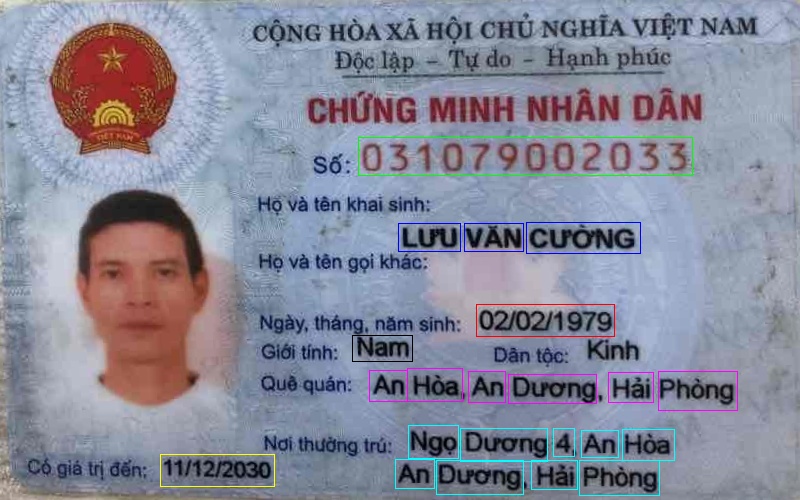 CỘNG HÒA XÃ HỘI CHỦ NGHĨA VIỆT NAM
Độc lập – Tự do – Hạnh phúc
CHỨNG MINH NHÂN DÂN
Số: 031079002033
Họ và tên khai sinh:
LƯU VĂN CƯỜNG
Họ và tên gọi khác:
Ngày, tháng, năm sinh: 02/02/1979
Giới tính: Nam Dân tộc: Kinh
Quê quán: An Hòa, An Dương, Hải Phòng
Nơi thường trú: Ngọ Dương 4, An Hòa
An Dương, Hải Phòng
Có giá trị đến: 11/12/2030
VIỆT NAM